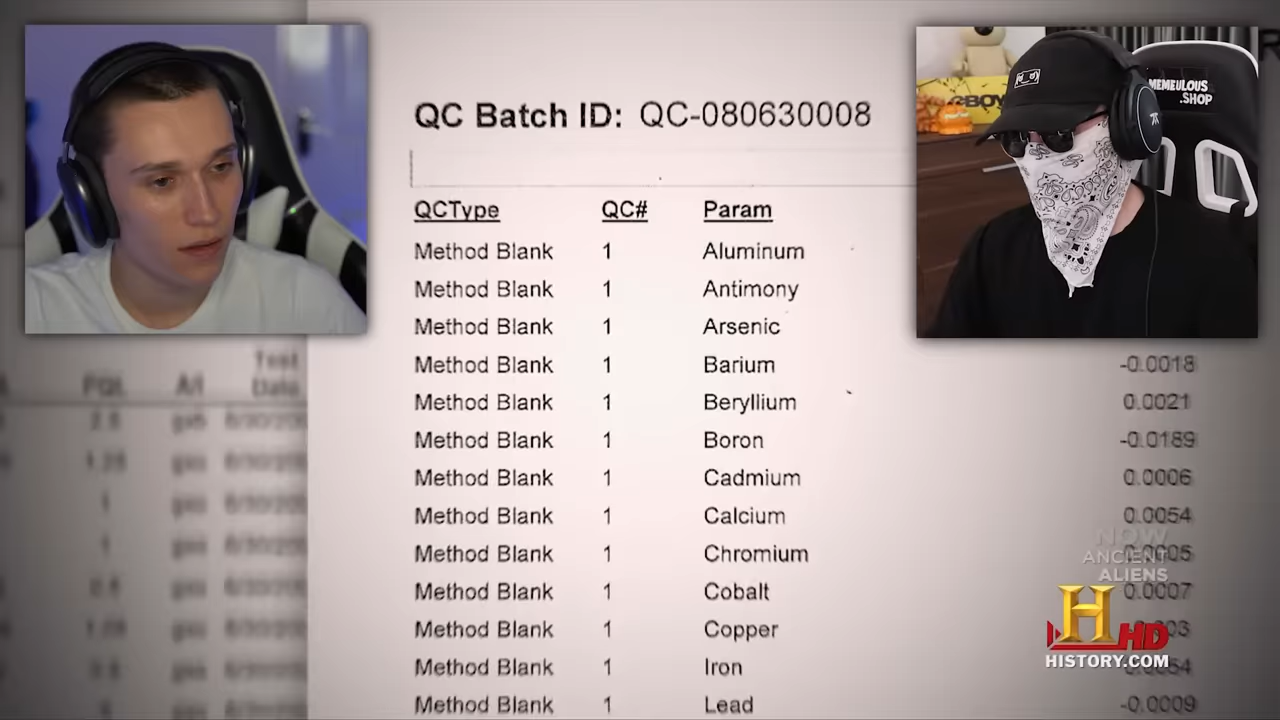 QC Batch ID: QC-080630008
QCType QC# Param
Method Blank 1 Aluminum
Method Blank 1 Antimony
Method Blank 1 Arsenic
Method Blank 1 Barium -0.0018
Method Blank 1 Beryllium 0.0021
Method Blank 1 Boron -0.0189
Method Blank 1 Cadmium 0.0006
Method Blank 1 Calcium 0.0054
Method Blank 1 Chromium
Method Blank 1 Cobalt 0.0007
Method Blank 1 Copper
Method Blank 1 Iron
Method Blank 1 Lead -0.0009
Test
PQL A/I Date
MEMEULOUS
.SHOP
NOW
ANCIENT
ALIENS
H HD
HISTORY.COM